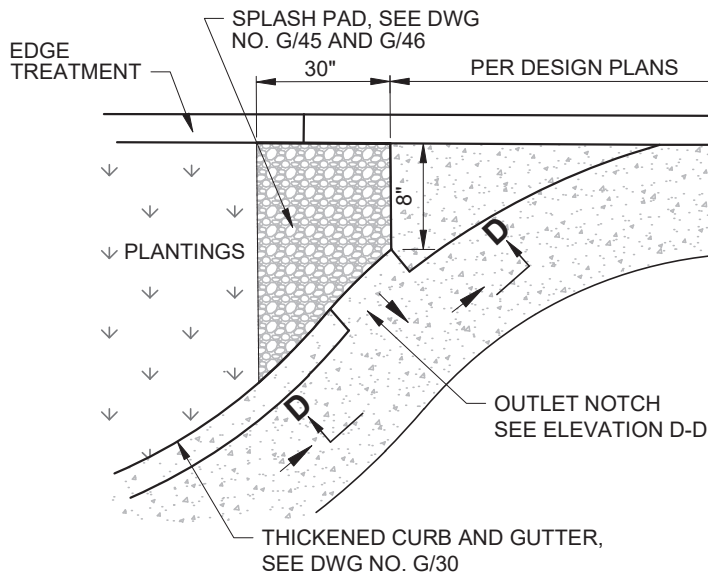 SPLASH PAD, SEE DWG
NO. G/45 AND G/46
EDGE
TREATMENT
30"
PER DESIGN PLANS
8"
PLANTINGS
D
D
OUTLET NOTCH
SEE ELEVATION D-D
THICKENED CURB AND GUTTER,
SEE DWG NO. G/30